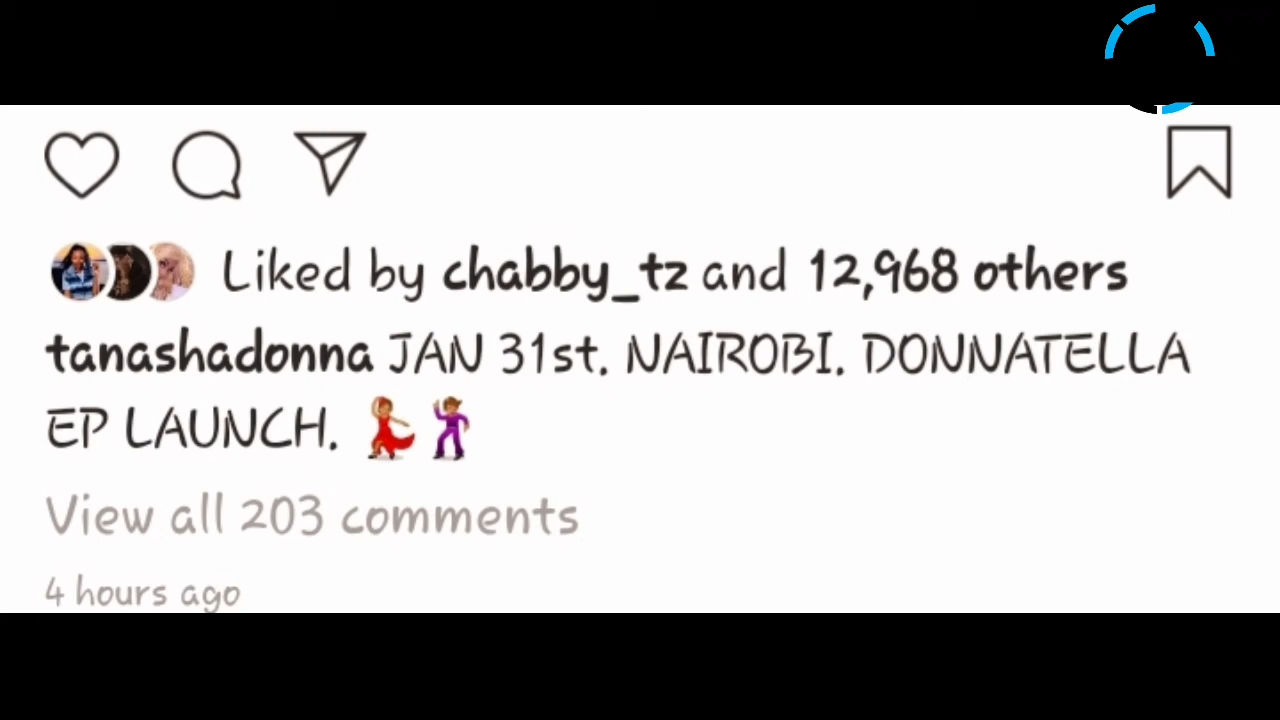 Liked by chabby_tz and 12,968 others
tanashadonna JAN 31st. NAIROBI. DONNATELLA
EP LAUNCH. 💃🕺
View all 203 comments
4 hours ago